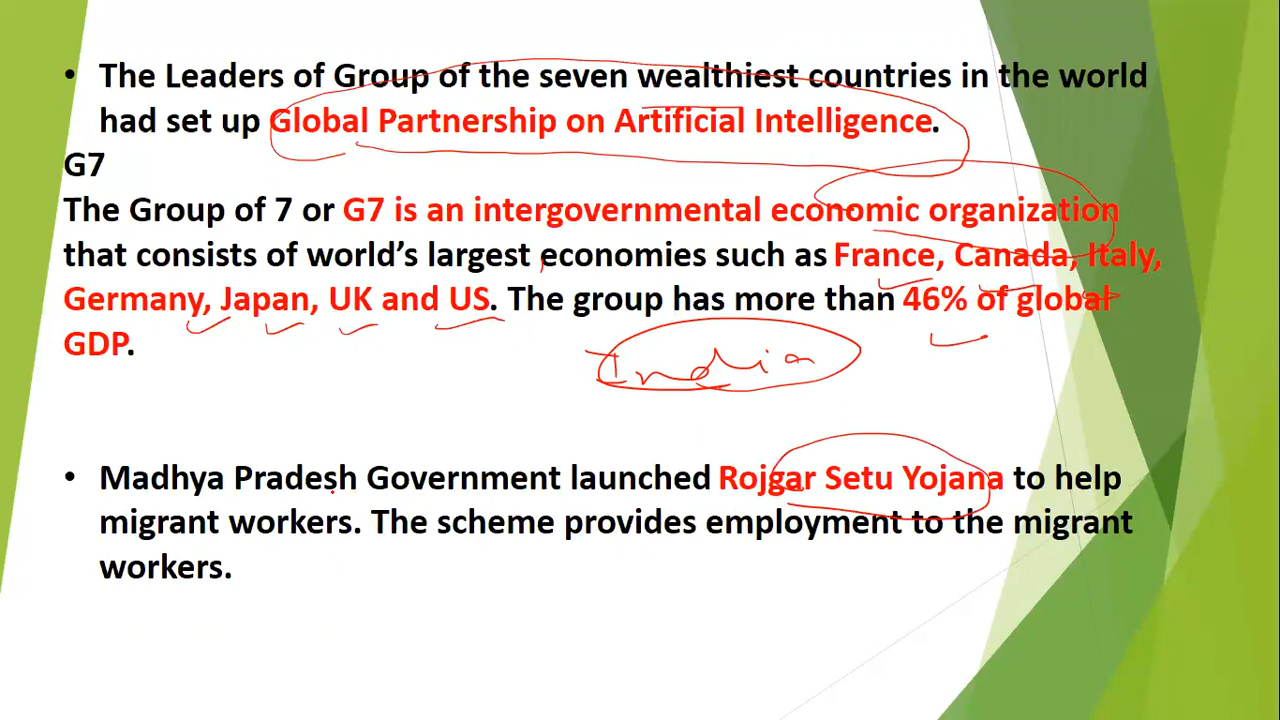 • The Leaders of Group of the seven wealthiest countries in the world
had set up Global Partnership on Artificial Intelligence.
G7
The Group of 7 or G7 is an intergovernmental economic organization
that consists of world’s largest economies such as France, Canada, Italy,
Germany, Japan, UK and US. The group has more than 46% of global
GDP.
India
• Madhya Pradesh Government launched Rojgar Setu Yojana to help
migrant workers. The scheme provides employment to the migrant
workers.